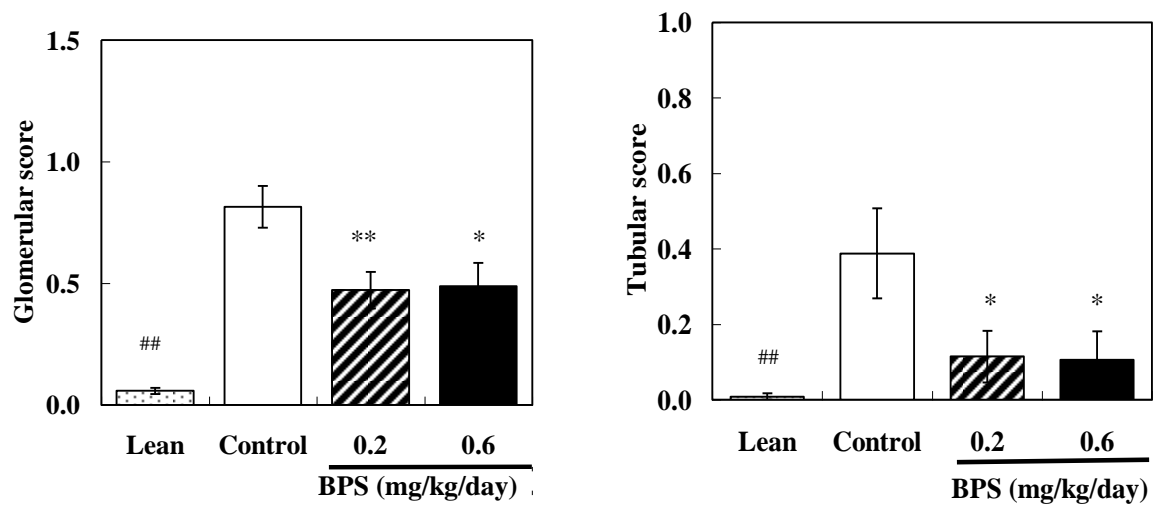 1.5
1.0
0.5
0.0
Glomerular score
##
**
*
Lean Control 0.2 0.6
BPS (mg/kg/day)
1.0
0.8
0.6
0.4
0.2
0.0
Tubular score
##
*
*
Lean Control 0.2 0.6
BPS (mg/kg/day)